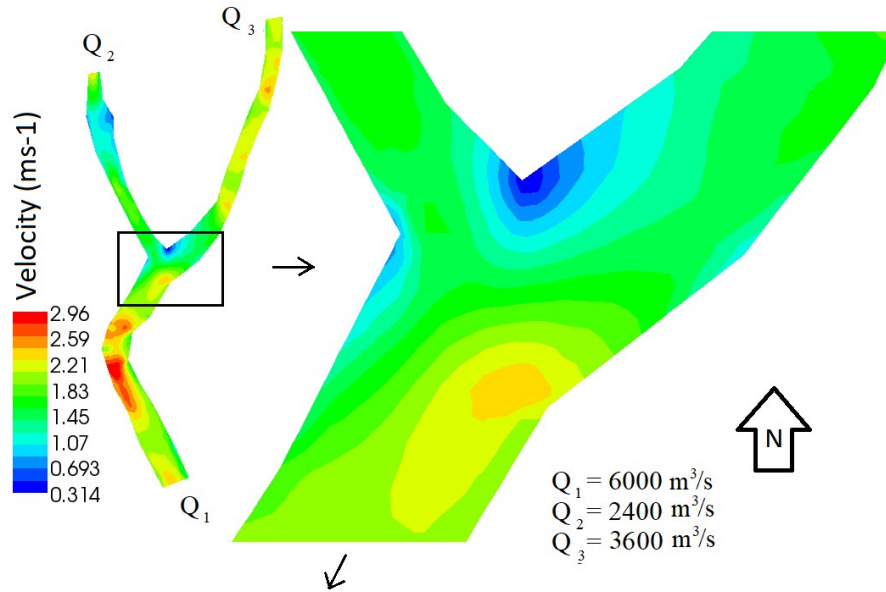 Q3
Q2
Velocity (ms-1)
2.96
2.59
2.21
1.83
1.45
1.07
0.693
0.314
Q1
N
Q1 = 6000 m³/s
Q2 = 2400 m³/s
Q3 = 3600 m³/s